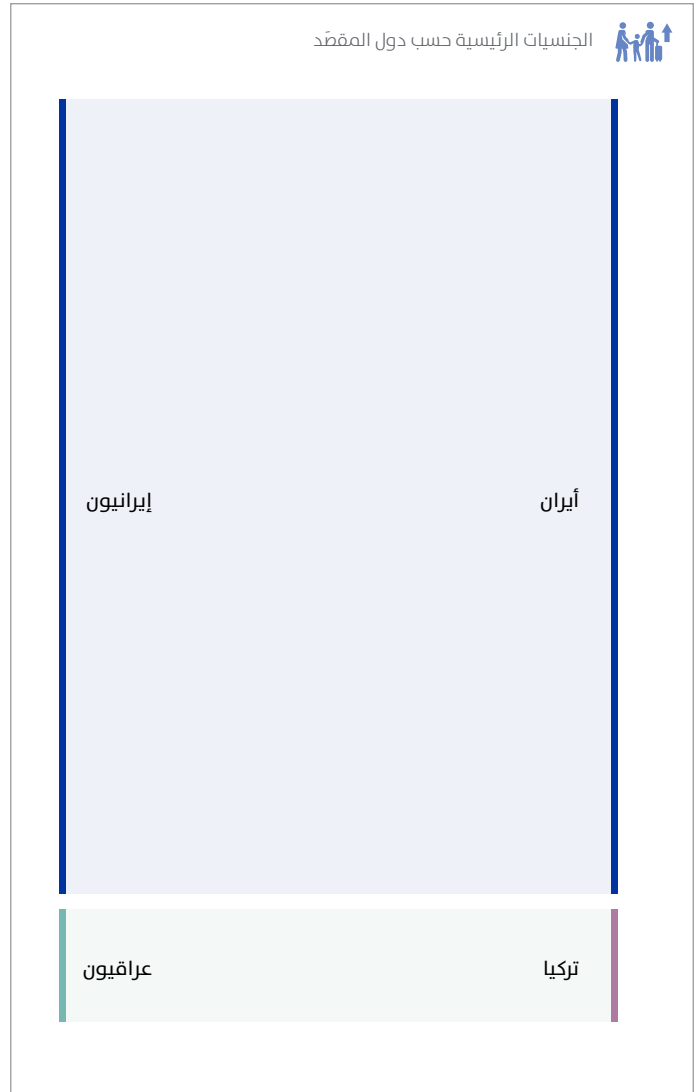 الجنسيات الرئيسية حسب دول المقصَد
أيران
إيرانيون
تركيا
عراقيون